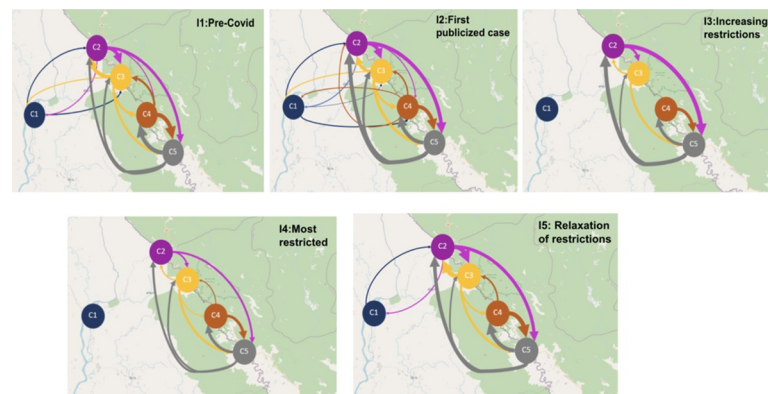 I1:Pre-Covid
C2
C3
C1
C4
C5
I2:First
publicized case
C2
C3
C1
C4
C5
I3:Increasing
restrictions
C2
C3
C1
C4
C5
I4:Most
restricted
C2
C3
C1
C4
C5
I5: Relaxation
of restrictions
C2
C3
C1
C4
C5